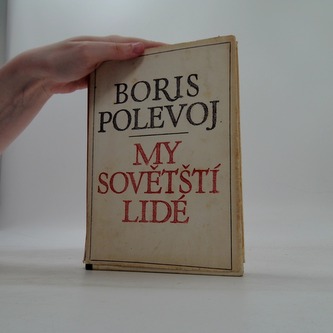 BORIS
POLEVOJ
MY
SOVĚTŠTÍ
LIDÉ